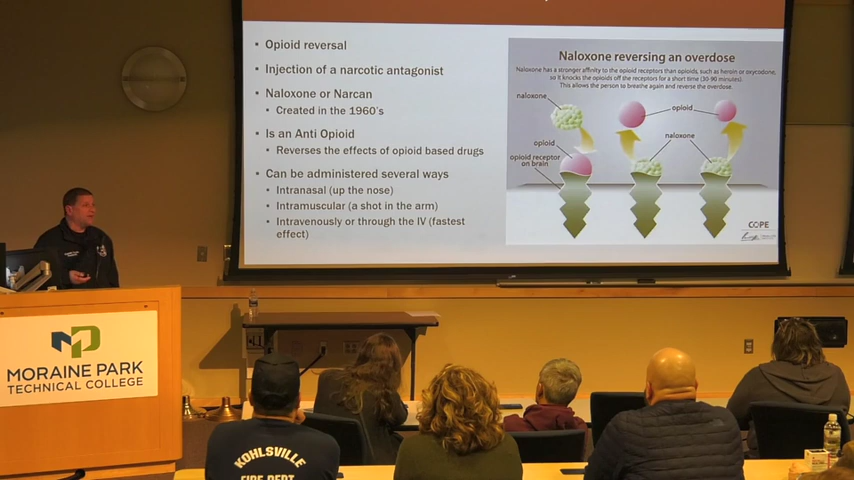 Opioid reversal
Injection of a narcotic antagonist
Naloxone or Narcan
Created in the 1960's
Is an Anti Opioid
Reverses the effects of opioid based drugs
Can be administered several ways
Intranasal (up the nose)
Intramuscular (a shot in the arm)
Intravenously or through the IV (fastest
effect)
Naloxone reversing an overdose
Naloxone has a stronger affinity to the opioid receptors than opioids, such as heroin or oxycodone,
so it knocks the opioids off the receptors for a short time (30-90 minutes).
This allows the person to breathe again and reverse the overdose.
naloxone
opioid
opioid
opioid receptor
on brain
naloxone
COPE
MORAINE PARK
TECHNICAL COLLEGE
KOHLSVILLE
FIRE DEPT